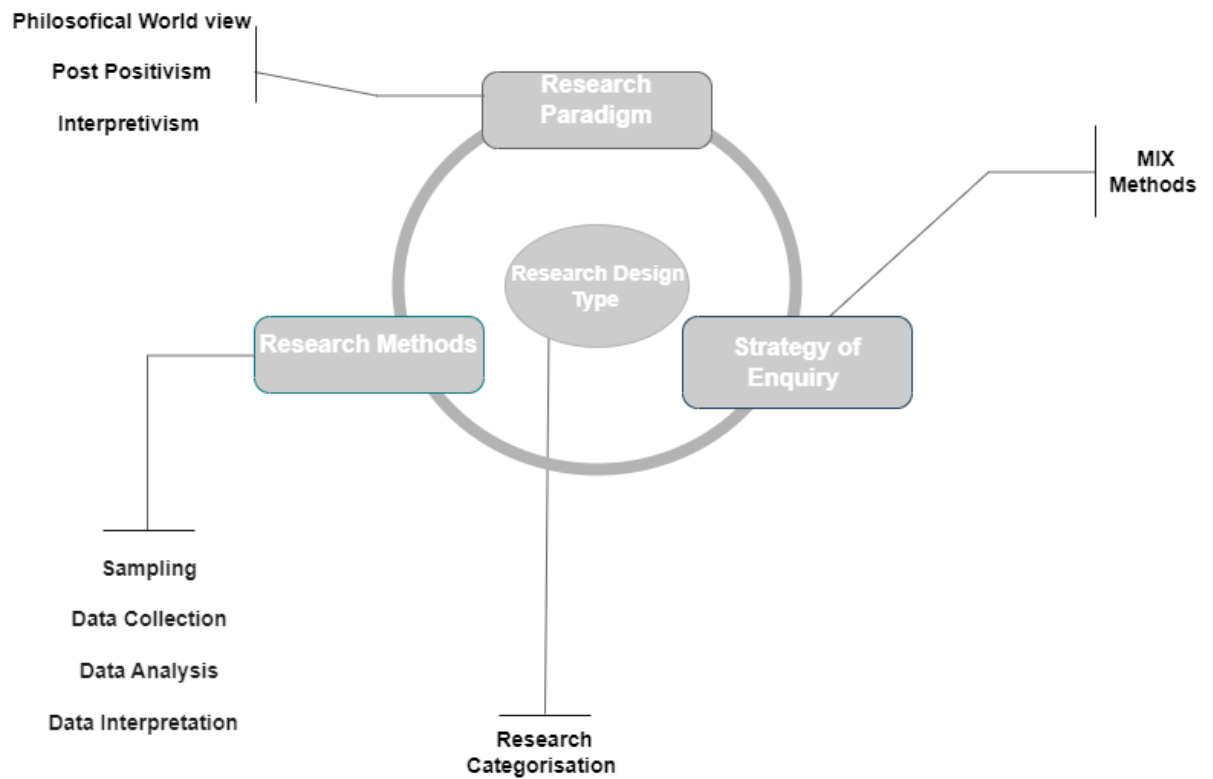 Philosofical World view
Post Positivism
Interpretivism
Research
Paradigm
MIX
Methods
Research Design
Type
Research Methods
Strategy of
Enquiry
Sampling
Data Collection
Data Analysis
Data Interpretation
Research
Categorisation